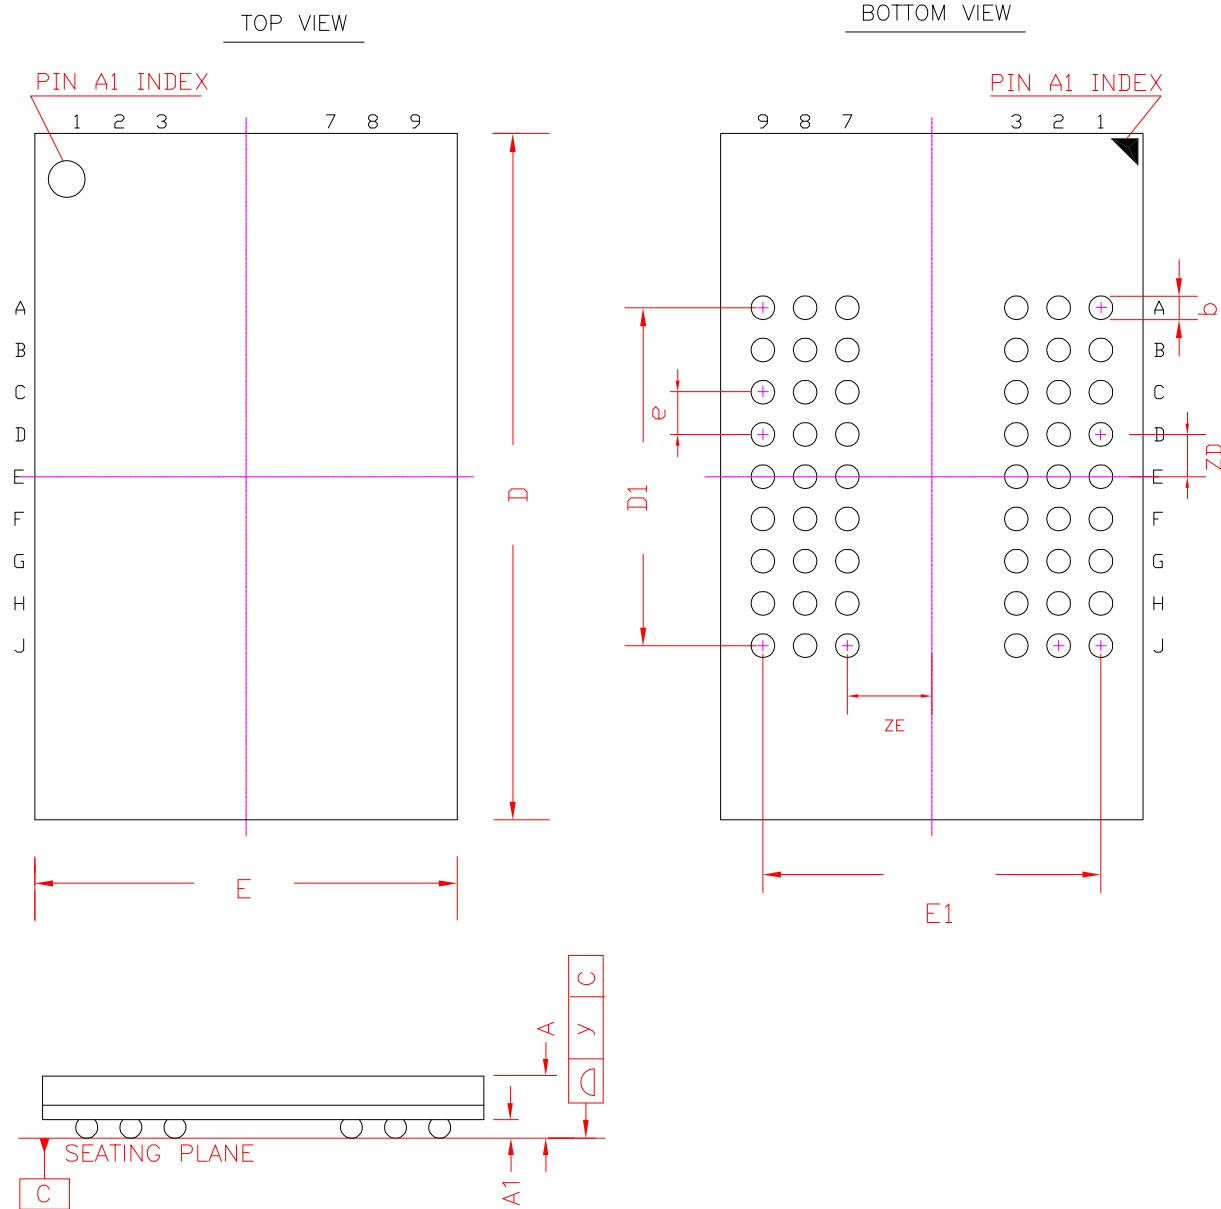 TOP VIEW
BOTTOM VIEW
PIN A1 INDEX
PIN A1 INDEX
1 2 3 7 8 9
9 8 7 3 2 1
A
B
C
D
E
F
G
H
J
D
E
A
B
C
D
E
F
G
H
J
b
e
ZD
D1
ZE
E1
C
y
A
SEATING PLANE
A1
C